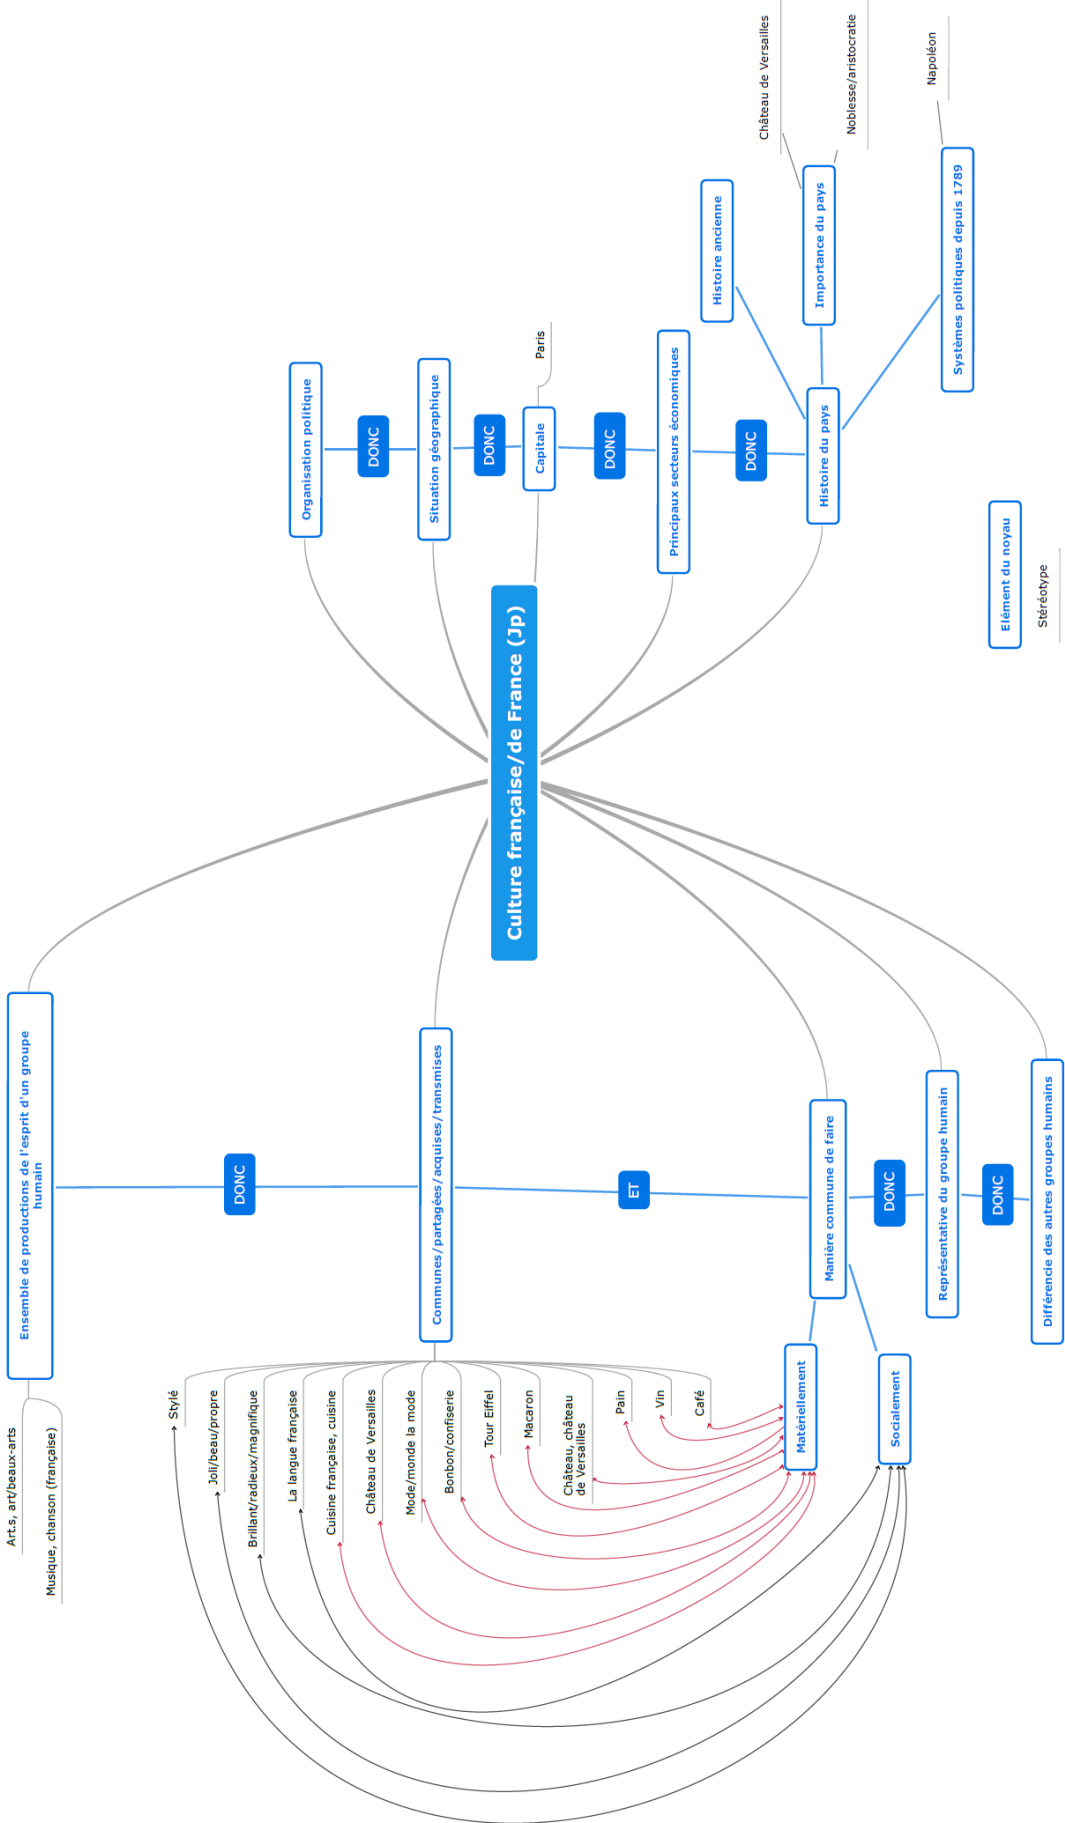 Culture française/de France (Jp)
Ensemble de productions de l'esprit d'un groupe
humain
Art.s, art/beaux-arts
Musique, chanson (française)
DONC
Communes/partagées/acquises/transmises
Stylé
Joli/beau/propre
Brillant/radieux/magnifique
La langue française
Cuisine française, cuisine
Château de Versailles
Mode/monde la mode
Bonbon/confiserie
Tour Eiffel
Macaron
Château, château
de Versailles
Pain
Vin
Café
ET
Manière commune de faire
Matériellement
Socialement
DONC
Représentative du groupe humain
DONC
Différencie des autres groupes humains
Organisation politique
DONC
Situation géographique
DONC
Capitale
Paris
DONC
Principaux secteurs économiques
DONC
Histoire du pays
Histoire ancienne
Importance du pays
Château de Versailles
Noblesse/aristocratie
Systèmes politiques depuis 1789
Napoléon
Elément du noyau
Stéréotype